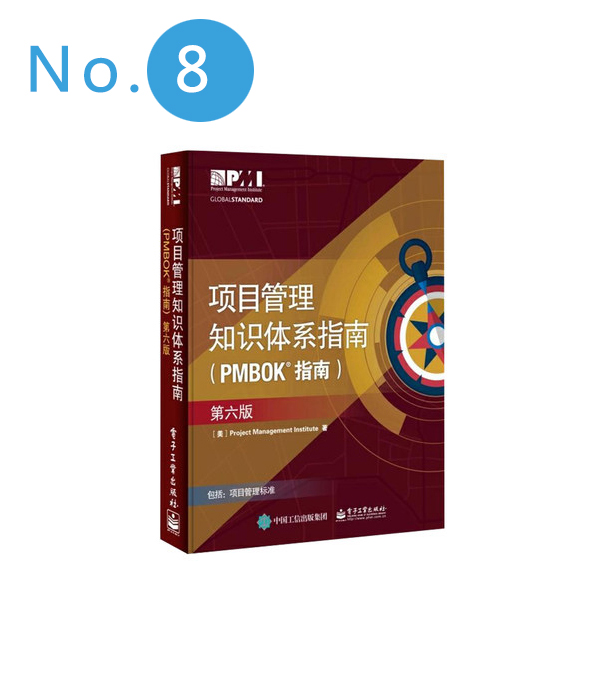 No. 8
PMI
Project Management Institute
GLOBALSTANDARD
项目管理
知识体系指南
(PMBOK®指南)
第六版
[美] Project Management Institute 著
包括:项目管理标准
中国工信出版集团
电子工业出版社
项目管理知识体系指南
(PMBOK®指南)第六版
电子工业出版社